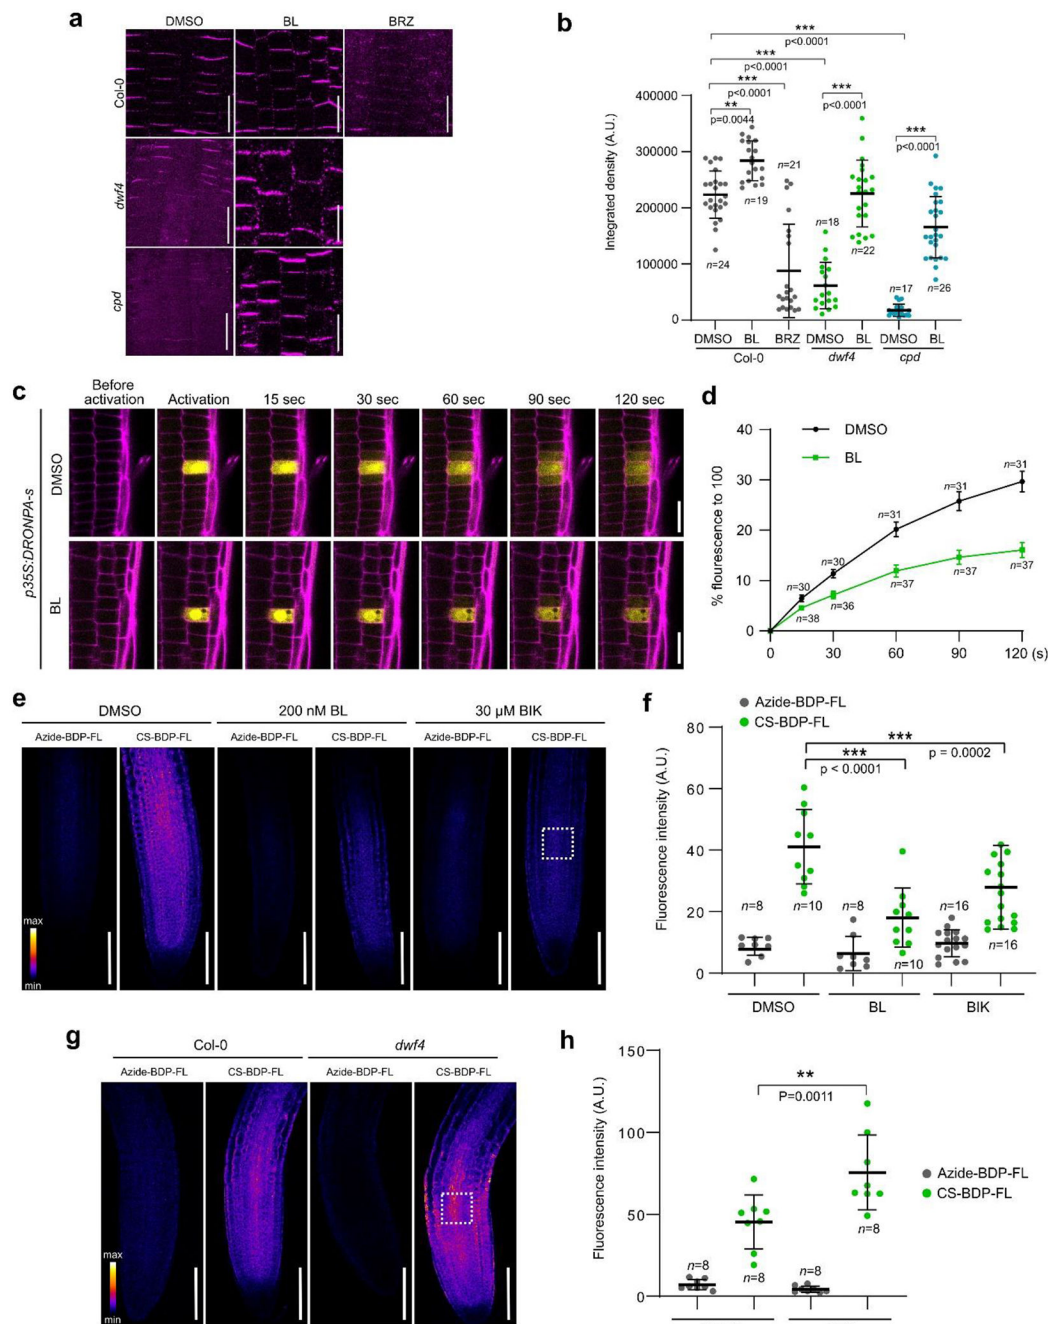 a
DMSO BL BRZ
Col-0
dwf4
cpd
b
***
p<0.0001
***
p<0.0001
***
p<0.0001
**
p=0.0044
***
p<0.0001
***
p<0.0001
Integrated density (A.U.)
400000
300000
200000
100000
0
n=24
n=19
n=21
n=18
n=22
n=17
n=26
DMSO BL BRZ DMSO BL DMSO BL
Col-0 dwf4 cpd
c
Before activation Activation 15 sec 30 sec 60 sec 90 sec 120 sec
p35S:DRONPA-s
DMSO
BL
d
% flourescence to 100
40
30
20
10
0
DMSO
BL
n=30
n=30
n=31
n=31
n=31
n=38
n=36
n=37
n=37
n=37
0 30 60 90 120 (s)
e
DMSO 200 nM BL 30 µM BIK
Azide-BDP-FL CS-BDP-FL Azide-BDP-FL CS-BDP-FL Azide-BDP-FL CS-BDP-FL
max
min
f
Azide-BDP-FL
CS-BDP-FL
Fluorescence intensity (A.U.)
80
60
40
20
0
***
p < 0.0001
***
p = 0.0002
n=8
n=10
n=8
n=10
n=16
n=16
DMSO BL BIK
g
Col-0 dwf4
Azide-BDP-FL CS-BDP-FL Azide-BDP-FL CS-BDP-FL
max
min
h
Fluorescence intensity (A.U.)
150
100
50
0
**
P=0.0011
n=8
n=8
n=8
n=8
Azide-BDP-FL
CS-BDP-FL